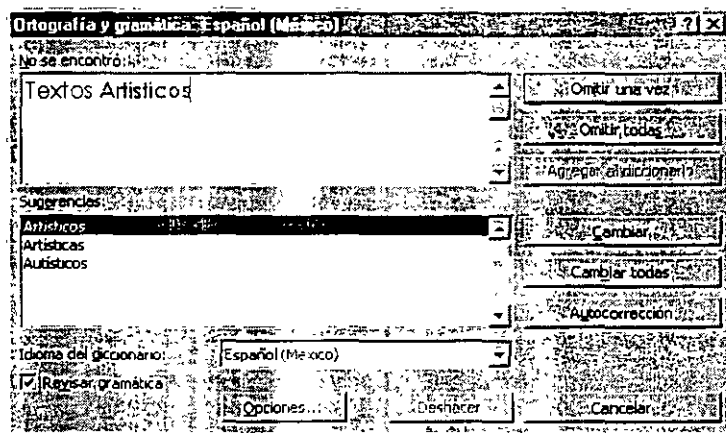 Ortografía y gramática: Español (México)
No se encontró:
Textos Artisticos
Omitir una vez
Omitir todas
Agregar al diccionario
Sugerencias:
Artísticos
Artísticas
Autísticos
Cambiar
Cambiar todas
Autocorrección
Idioma del diccionario: Español (México)
Revisar gramática
Opciones... Deshacer Cancelar